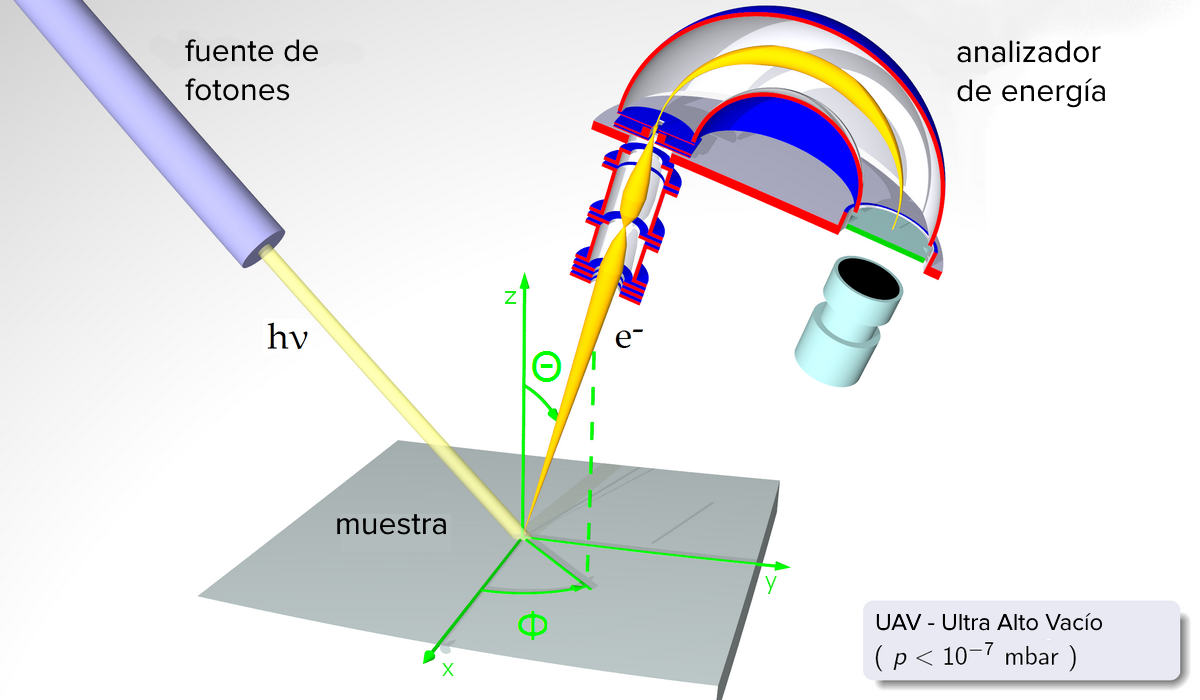 fuente de
fotones
analizador
de energía
z
hν
e⁻
Θ
muestra
y
Φ
x
UAV - Ultra Alto Vacío
( p < 10⁻⁷ mbar )